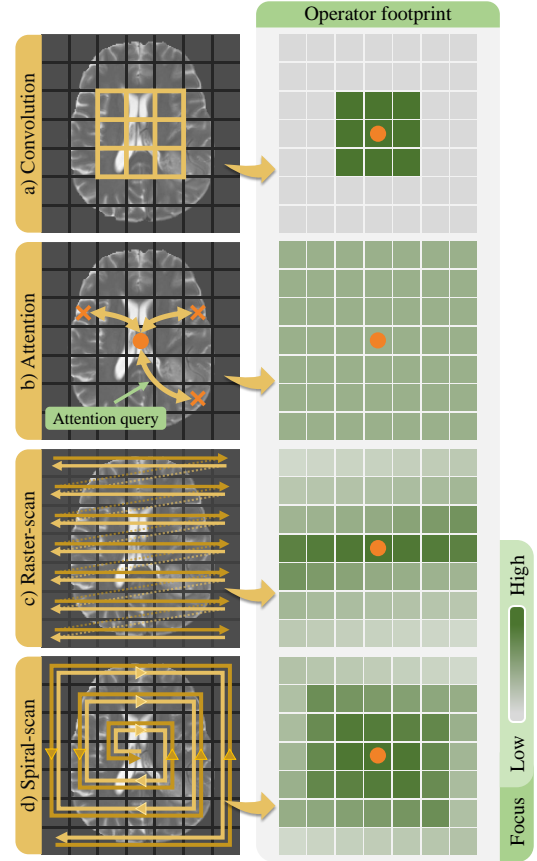 Operator footprint
a) Convolution
b) Attention
Attention query
c) Raster-scan
d) Spiral-scan
High
Low
Focus